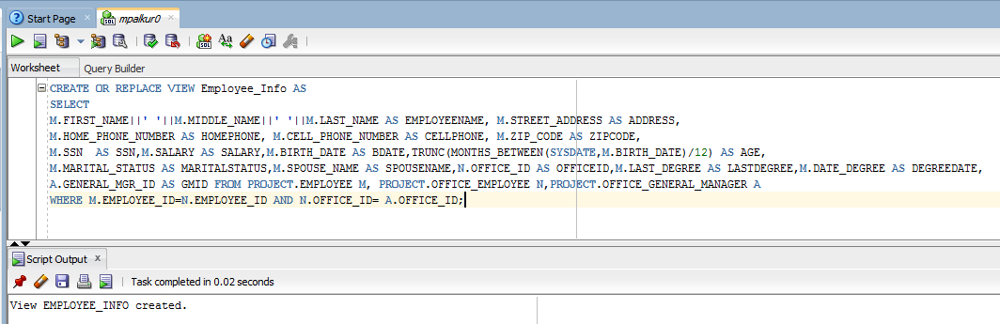 Start Page
mpalkur0
Worksheet
Query Builder
CREATE OR REPLACE VIEW Employee_Info AS
SELECT
M.FIRST_NAME||' '||M.MIDDLE_NAME||' '||M.LAST_NAME AS EMPLOYEENAME, M.STREET_ADDRESS AS ADDRESS,
M.HOME_PHONE_NUMBER AS HOMEPHONE, M.CELL_PHONE_NUMBER AS CELLPHONE, M.ZIP_CODE AS ZIPCODE,
M.SSN  AS SSN,M.SALARY AS SALARY,M.BIRTH_DATE AS BDATE,TRUNC(MONTHS_BETWEEN(SYSDATE,M.BIRTH_DATE)/12) AS AGE,
M.MARITAL_STATUS AS MARITALSTATUS,M.SPOUSE_NAME AS SPOUSENAME,N.OFFICE_ID AS OFFICEID,M.LAST_DEGREE AS LASTDEGREE,M.DATE_DEGREE AS DEGREEDATE,
A.GENERAL_MGR_ID AS GMID FROM PROJECT.EMPLOYEE M, PROJECT.OFFICE_EMPLOYEE N,PROJECT.OFFICE_GENERAL_MANAGER A
WHERE M.EMPLOYEE_ID=N.EMPLOYEE_ID AND N.OFFICE_ID= A.OFFICE_ID;
Script Output
Task completed in 0.02 seconds
View EMPLOYEE_INFO created.